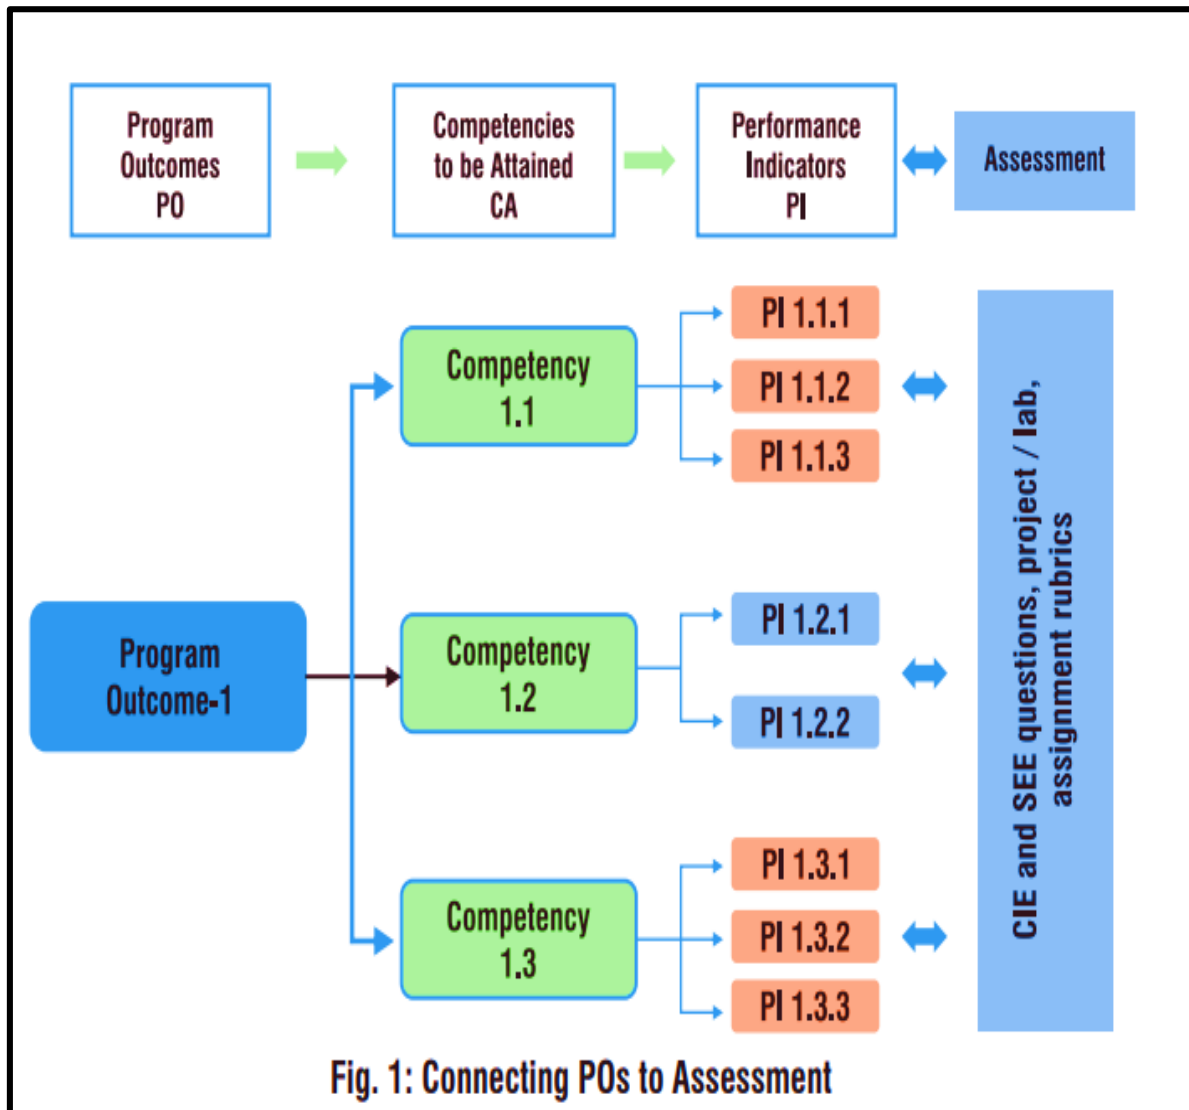 Program
Outcomes
PO
Competencies
to be Attained
CA
Performance
Indicators
PI
Assessment
Program
Outcome-1
Competency
1.1
PI 1.1.1
PI 1.1.2
PI 1.1.3
Competency
1.2
PI 1.2.1
PI 1.2.2
Competency
1.3
PI 1.3.1
PI 1.3.2
PI 1.3.3
CIE and SEE questions, project / lab,
assignment rubrics
Fig. 1: Connecting POs to Assessment